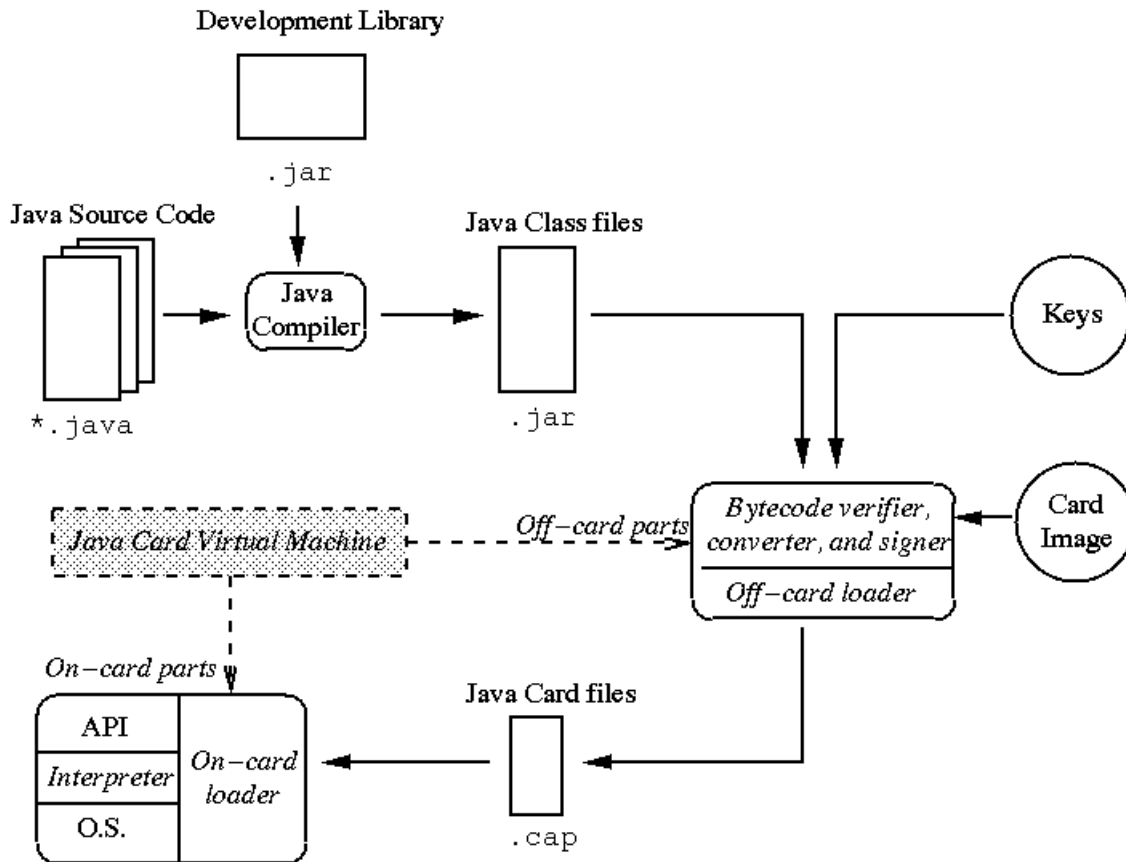 Development Library
.jar
Java Source Code
Java Class files
Java
Compiler
Keys
*.java
.jar
Java Card Virtual Machine
Off-card parts
Bytecode verifier,
converter, and signer
Off-card loader
Card
Image
On-card parts
Java Card files
API
Interpreter
O.S.
On-card
loader
.cap